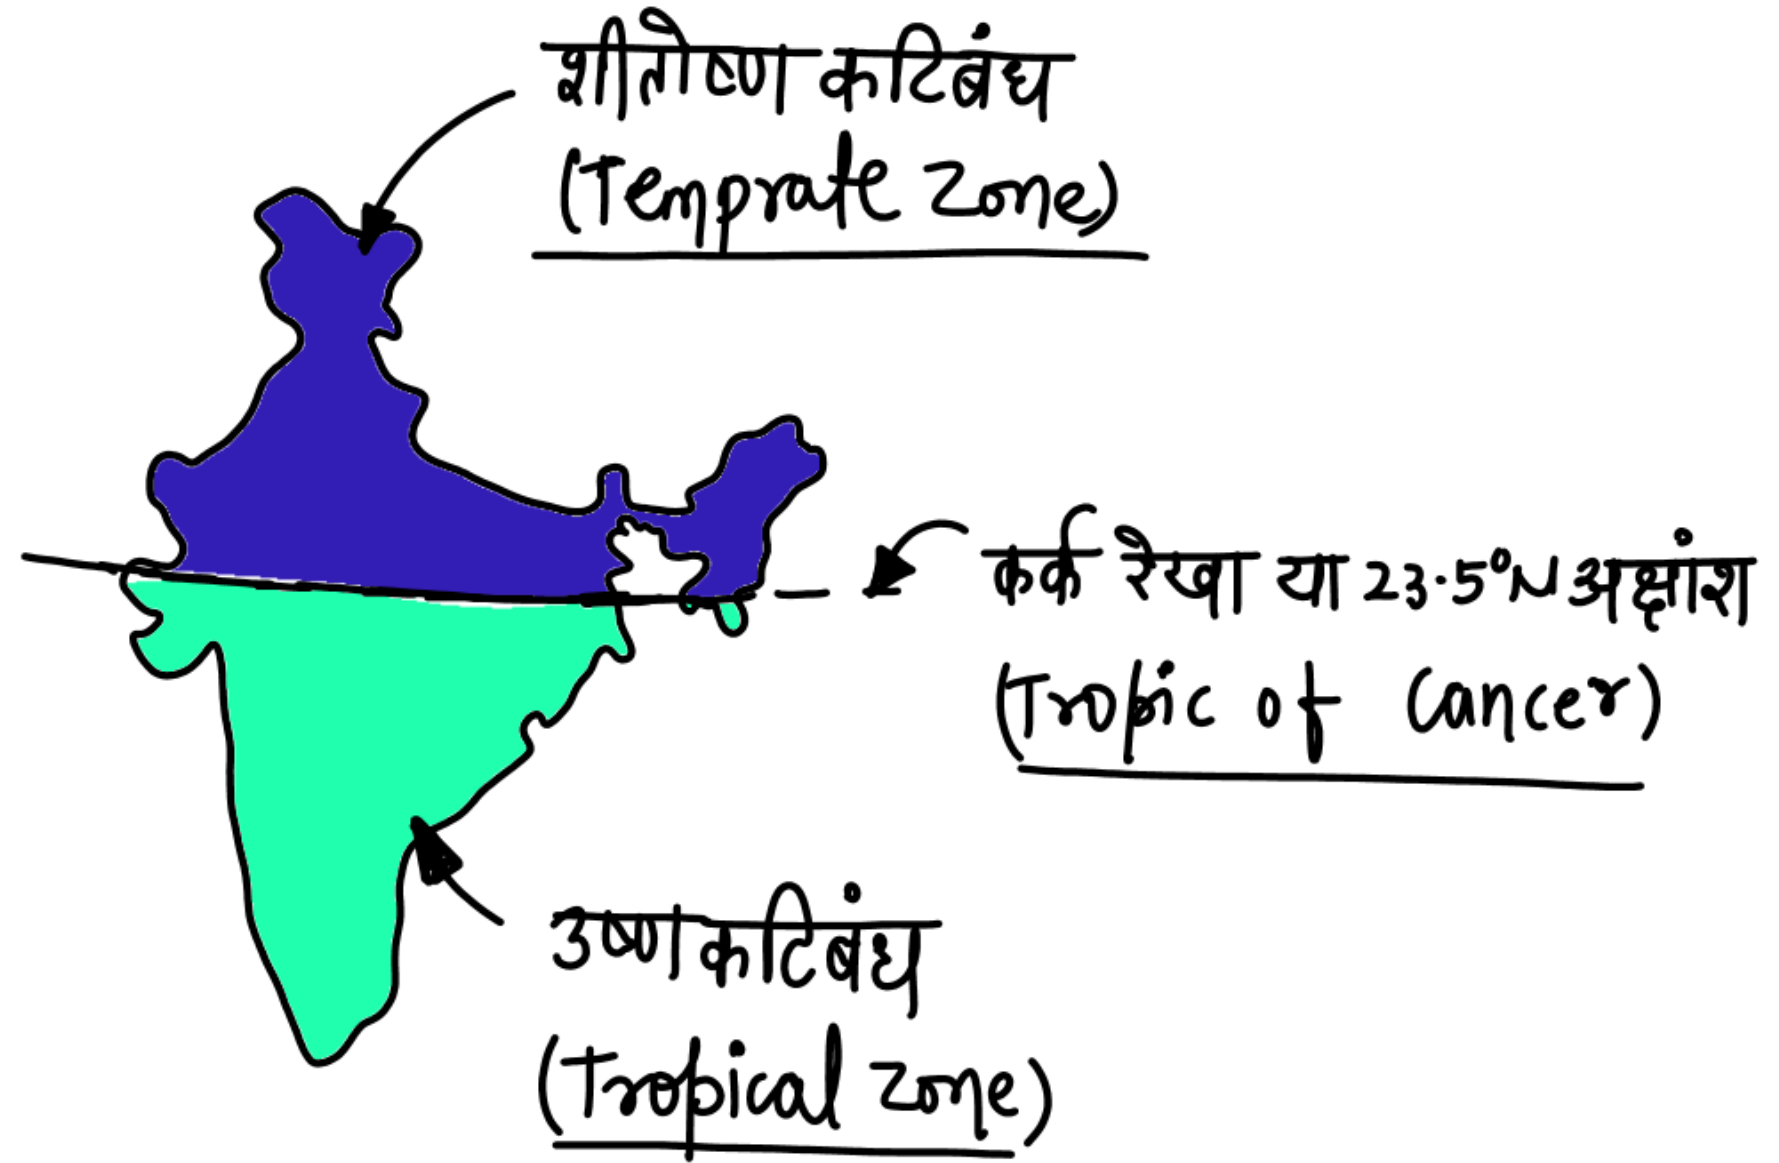 शीतोष्ण कटिबंध
(Temprate Zone)
कर्क रेखा या 23.5°N अक्षांश
(Tropic of Cancer)
उष्ण कटिबंध
(Tropical Zone)